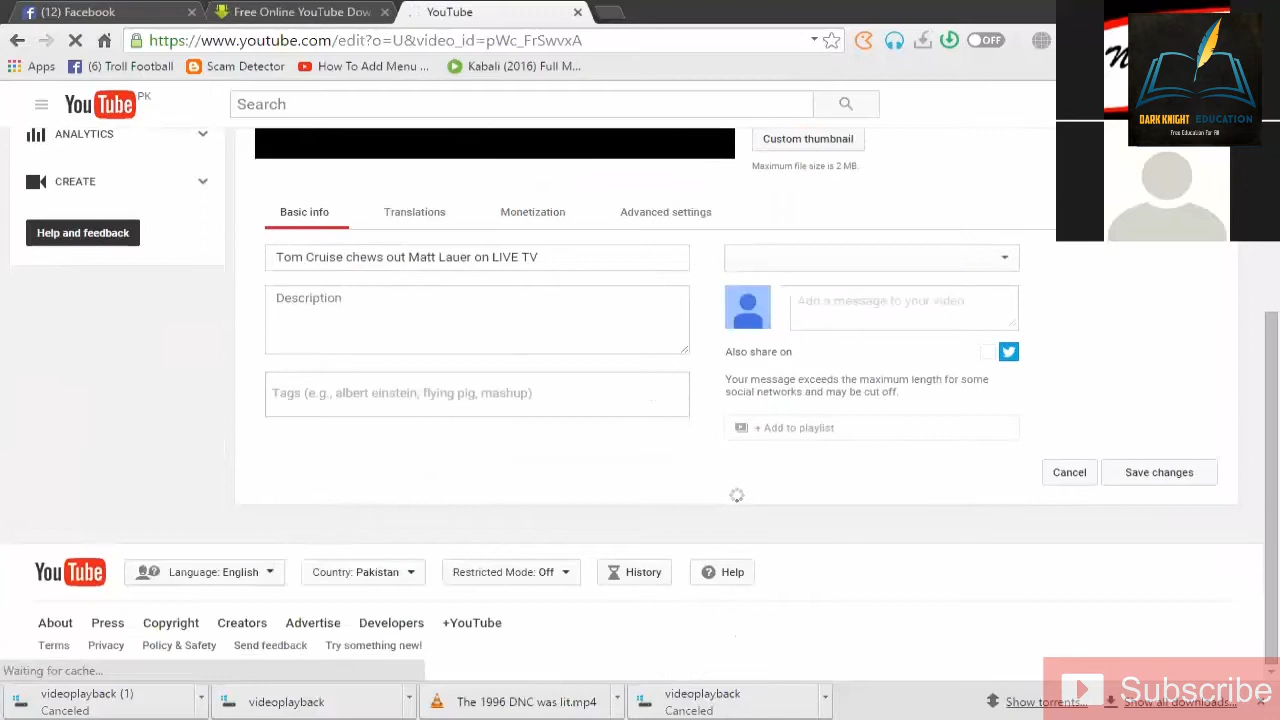 (12) Facebook
Free Online YouTube Dow
YouTube
https://www.youtube.com/edit?o=U&video_id=pWc_FrSwvxA
OFF
Apps
(6) Troll Football
Scam Detector
How To Add Menu...
Kabali (2016) Full M...
YouTube PK
Search
DARK KNIGHT EDUCATION
Free Education For All
ANALYTICS
Custom thumbnail
Maximum file size is 2 MB.
CREATE
Help and feedback
Basic info
Translations
Monetization
Advanced settings
Tom Cruise chews out Matt Lauer on LIVE TV
Description
Add a message to your video
Also share on
Tags (e.g., albert einstein, flying pig, mashup)
Your message exceeds the maximum length for some
social networks and may be cut off.
+ Add to playlist
Cancel
Save changes
YouTube
Language: English
Country: Pakistan
Restricted Mode: Off
History
Help
About
Press
Copyright
Creators
Advertise
Developers
+YouTube
Terms
Privacy
Policy & Safety
Send feedback
Try something new!
Waiting for cache...
videoplayback (1)
Canceled
videoplayback
The 1996 DNC was lit.mp4
videoplayback
Canceled
Show torrents...
Show all downloads...
Subscribe